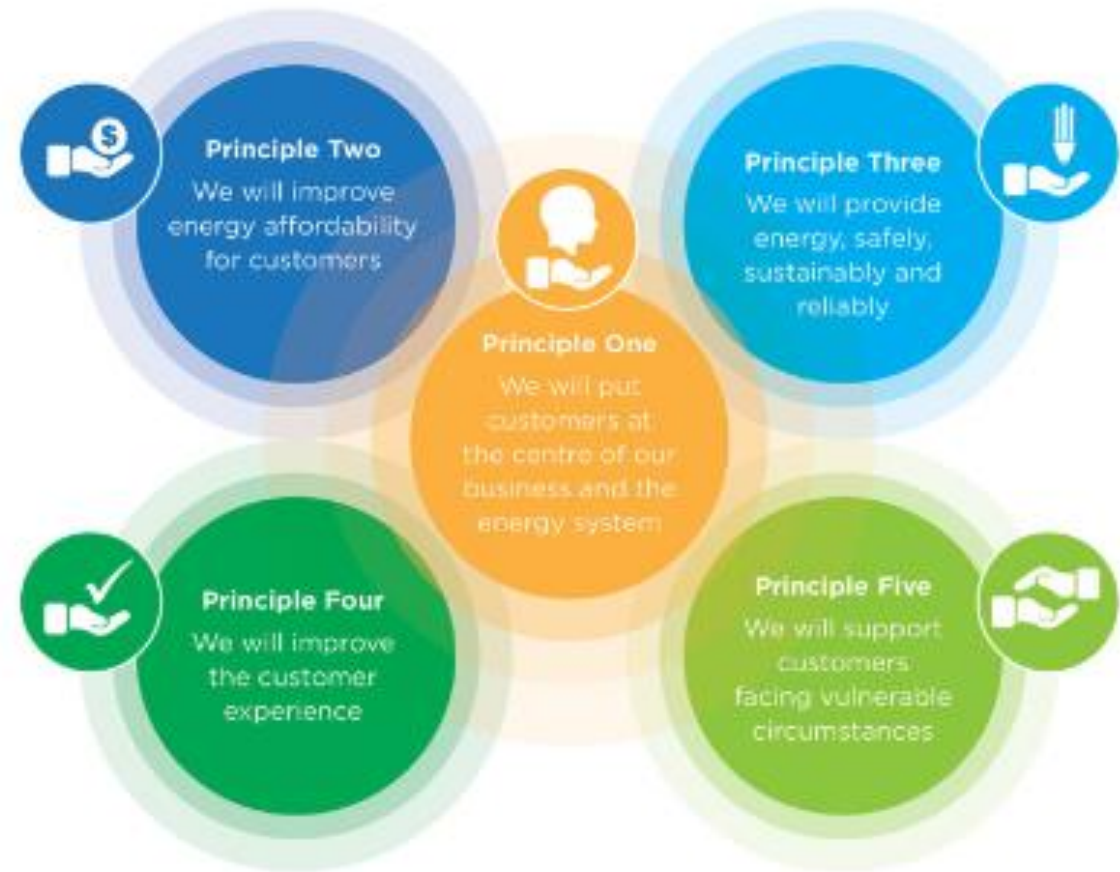 Principle Two
We will improve
energy affordability
for customers
Principle Three
We will provide
energy, safely,
sustainably and
reliably
$
Principle One
We will put
customers at
the centre of our
business and the
energy system
Principle Four
We will improve
the customer
experience
Principle Five
We will support
customers
facing vulnerable
circumstances